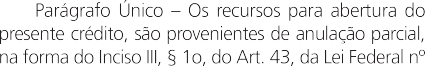 Parágrafo Único – Os recursos para abertura do
presente crédito, são provenientes de anulação parcial,
na forma do Inciso III, § 1o, do Art. 43, da Lei Federal nº